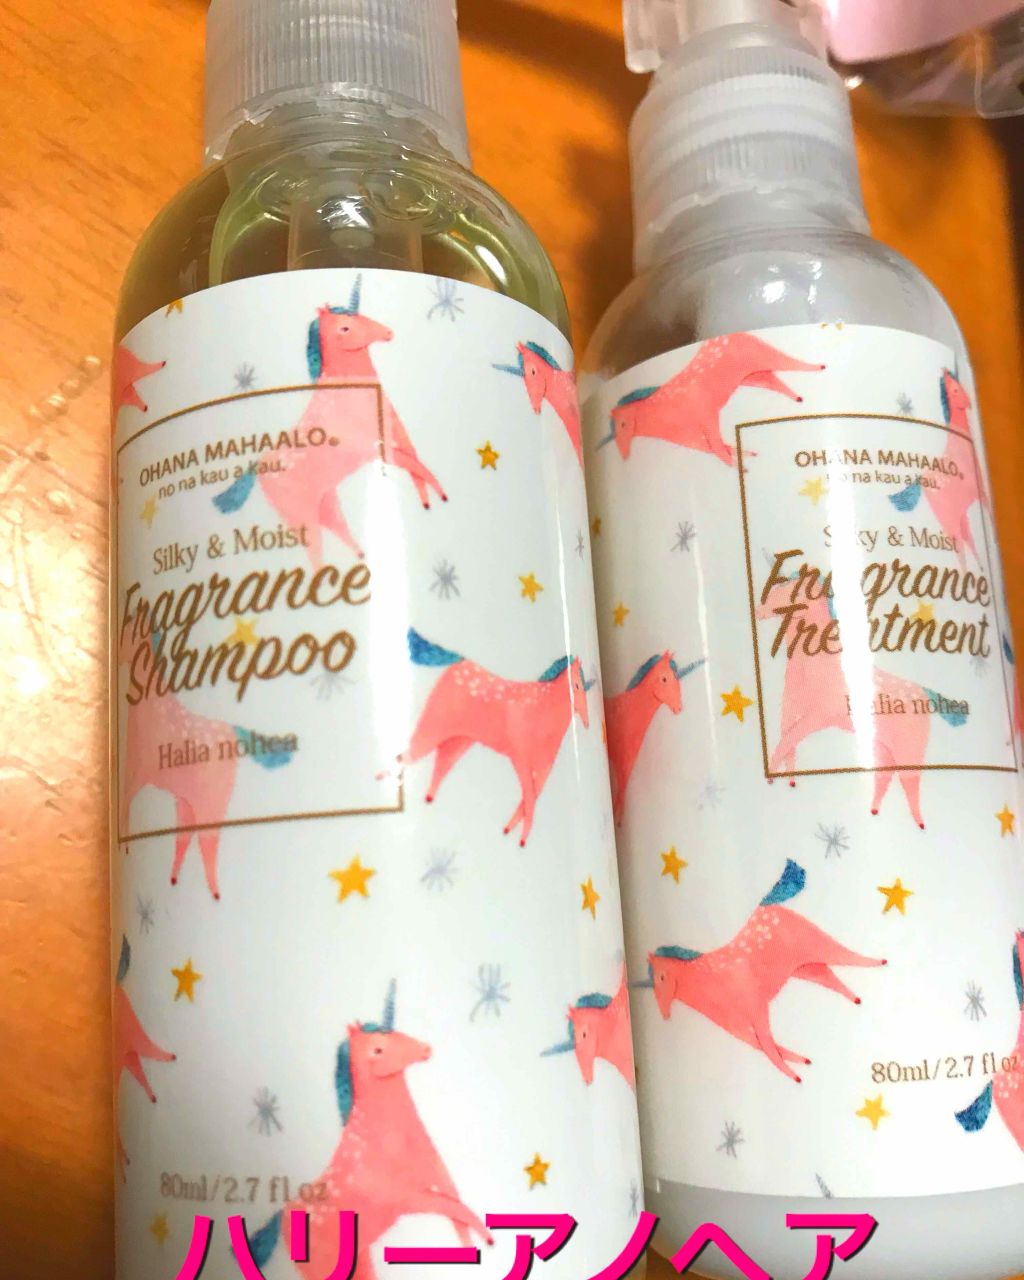 OHANA MAHAALO®
no na kau a kau.
Silky & Moist
Fragrance
Shampoo
Halia nohea
80ml/2.7 fl oz
OHANA MAHAALO®
no na kau a kau.
Silky & Moist
Fragrance
Treatment
Halia nohea
80ml/2.7 fl oz
ハリーアノヘア